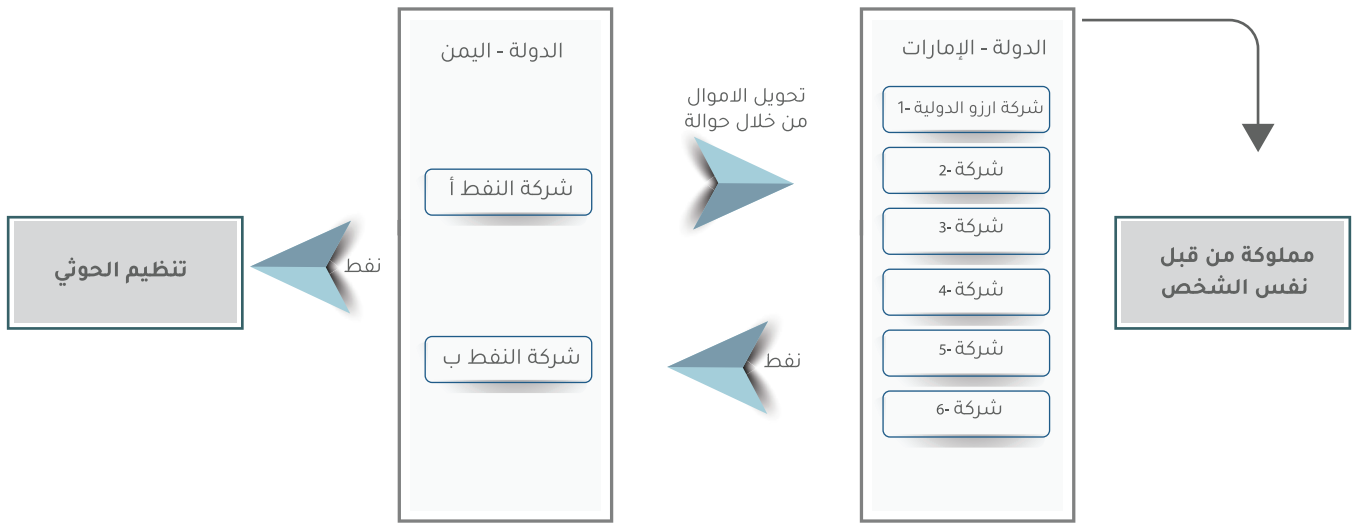 الدولة - الإمارات
شركة ارزو الدولية -1
شركة -2
شركة -3
شركة -4
شركة -5
شركة -6
مملوكة من قبل
نفس الشخص
تحويل الاموال
من خلال حوالة
نفط
الدولة - اليمن
شركة النفط أ
شركة النفط ب
نفط
تنظيم الحوثي